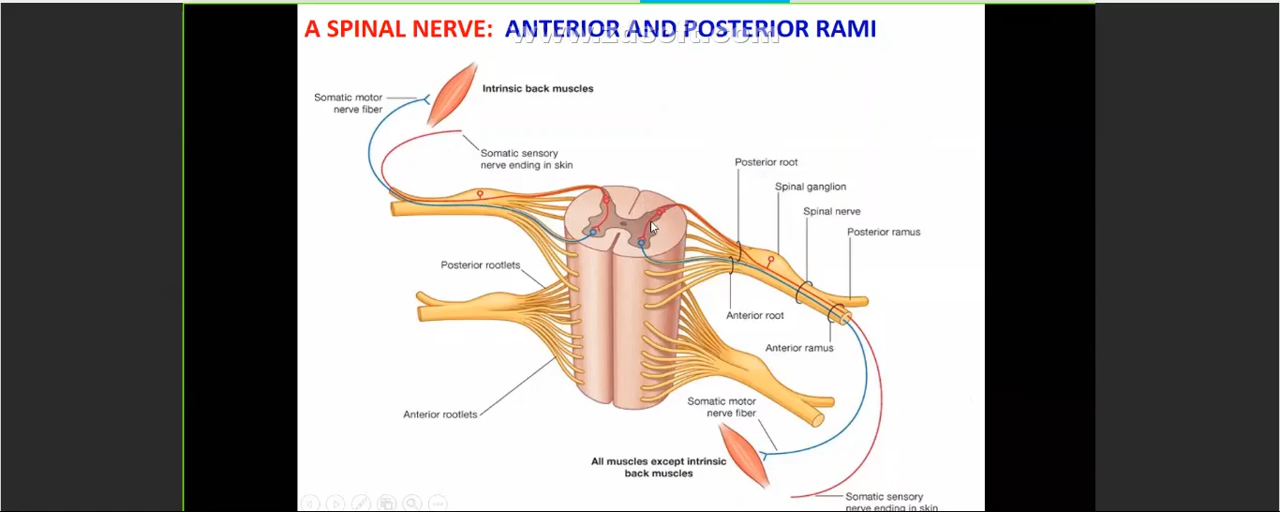 A SPINAL NERVE: ANTERIOR AND POSTERIOR RAMI
Somatic motor
nerve fiber
Intrinsic back muscles
Somatic sensory
nerve ending in skin
Posterior root
Spinal ganglion
Spinal nerve
Posterior ramus
Posterior rootlets
Anterior root
Anterior ramus
Anterior rootlets
Somatic motor
nerve fiber
All muscles except intrinsic
back muscles
Somatic sensory
nerve ending in skin